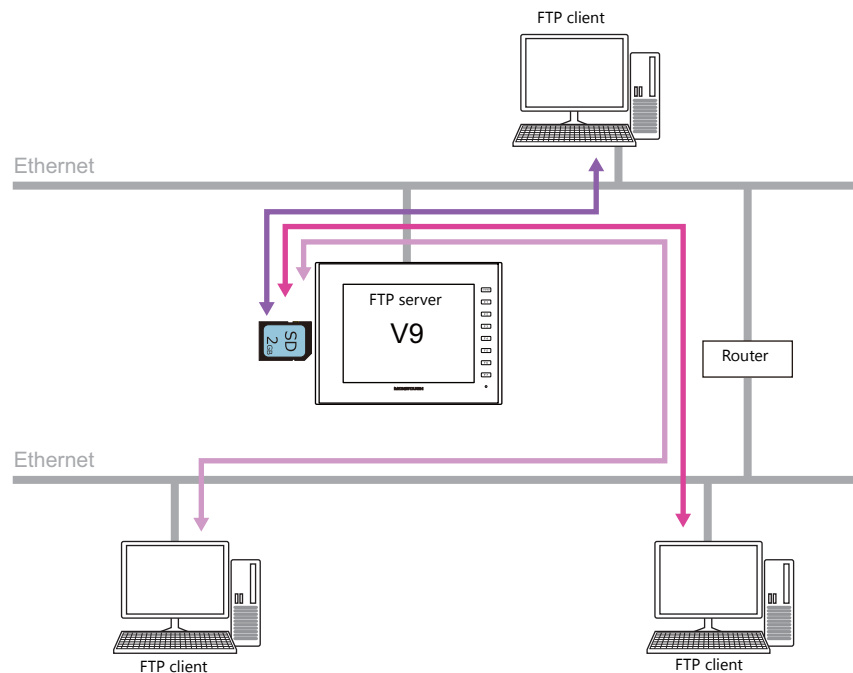 FTP client
Ethernet
FTP server
V9
SD
2GB
Router
Ethernet
FTP client
FTP client